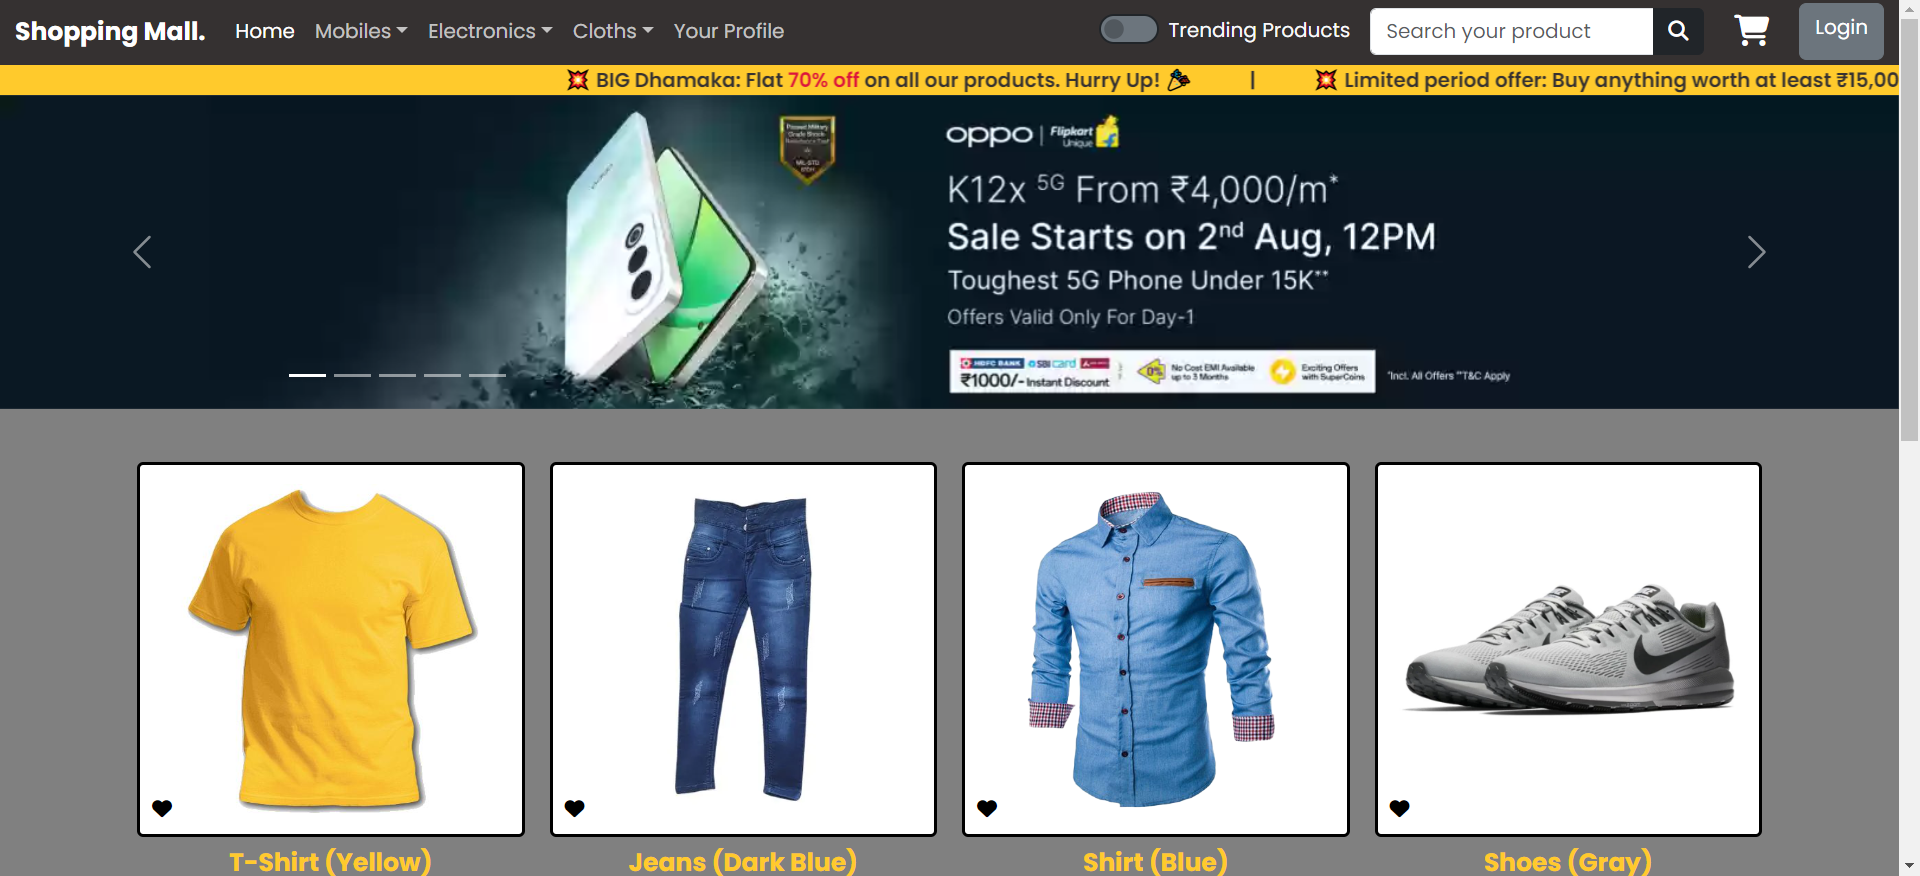 Shopping Mall.
Home
Mobiles
Electronics
Cloths
Your Profile
Trending Products
Search your product
Login
BIG Dhamaka: Flat 70% off on all our products. Hurry Up! | Limited period offer: Buy anything worth at least ₹15,00
oppo | Flipkart Unique
K12x 5G From ₹4,000/m*
Sale Starts on 2nd Aug, 12PM
Toughest 5G Phone Under 15K**
Offers Valid Only For Day-1
HDFC BANK SBI card
₹1000/- Instant Discount
No Cost EMI Available
up to 3 Months
Exciting Offers
with SuperCoins
*Incl. All Offers **T&C Apply
T-Shirt (Yellow)
Jeans (Dark Blue)
Shirt (Blue)
Shoes (Gray)